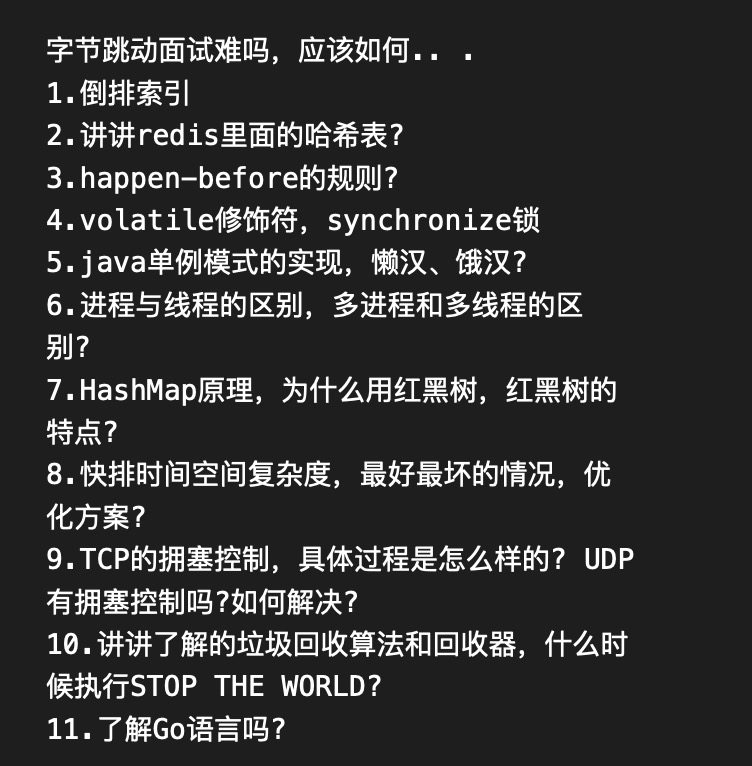 字节跳动面试难吗，应该如何.. .
1.倒排索引
2.讲讲redis里面的哈希表?
3.happen-before的规则?
4.volatile修饰符，synchronize锁
5.java单例模式的实现，懒汉、饿汉?
6.进程与线程的区别，多进程和多线程的区
别?
7.HashMap原理，为什么用红黑树，红黑树的
特点?
8.快排时间空间复杂度，最好最坏的情况，优
化方案?
9.TCP的拥塞控制，具体过程是怎么样的? UDP
有拥塞控制吗?如何解决?
10.讲讲了解的垃圾回收算法和回收器，什么时
候执行STOP THE WORLD?
11.了解Go语言吗?